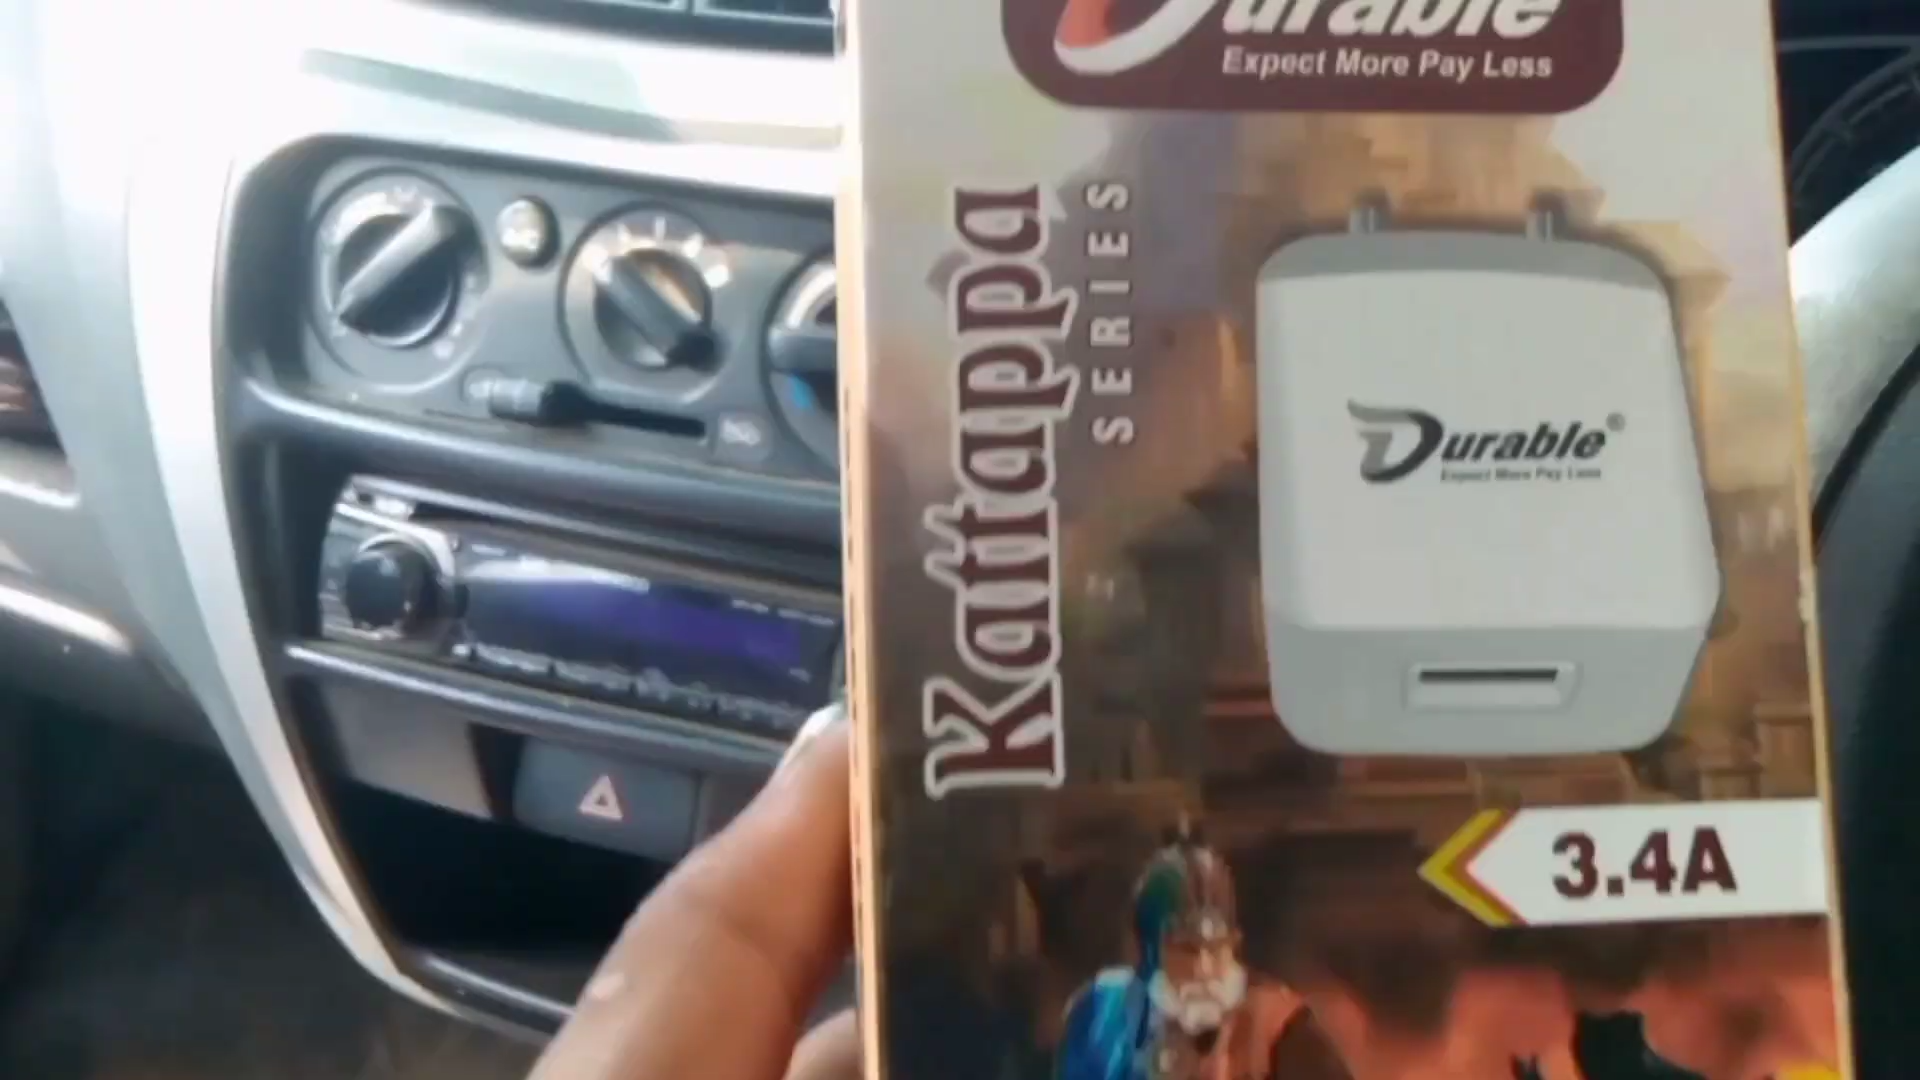 Durable
Expect More Pay Less
Kattappa
SERIES
Durable®
Expect More Pay Less
3.4A